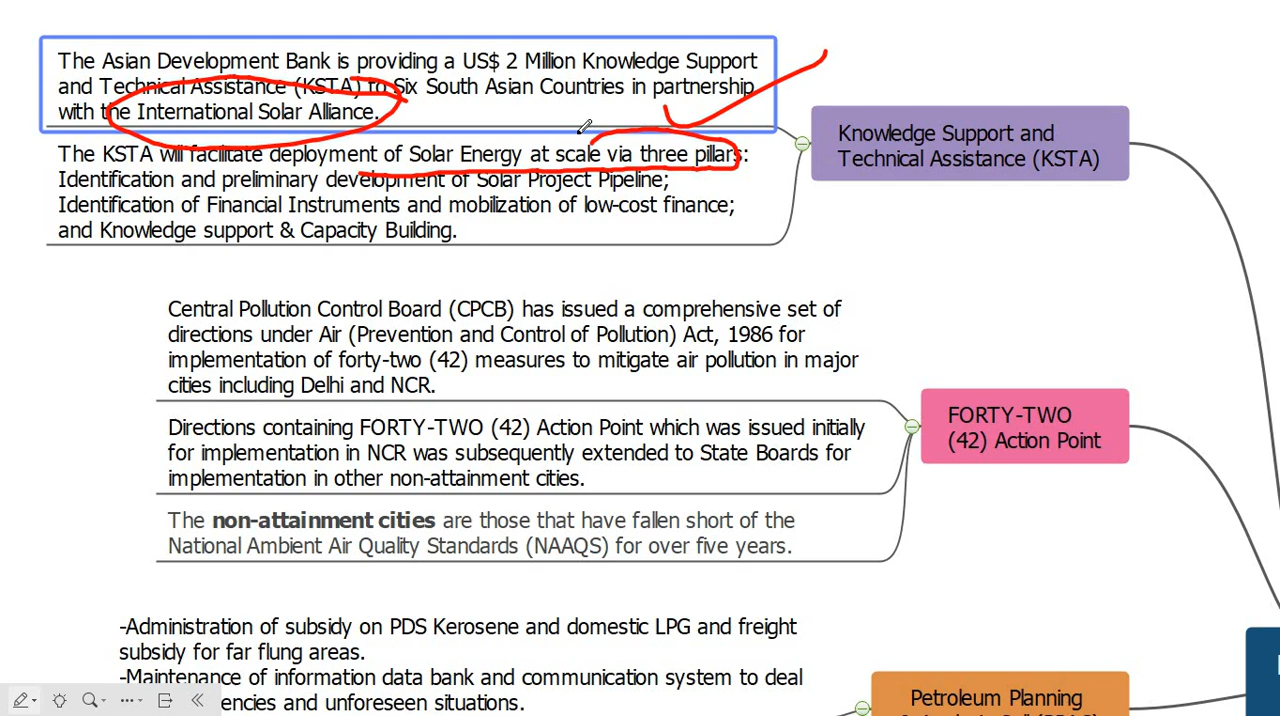 The Asian Development Bank is providing a US$ 2 Million Knowledge Support
and Technical Assistance (KSTA) to Six South Asian Countries in partnership
with the International Solar Alliance.
The KSTA will facilitate deployment of Solar Energy at scale via three pillars:
Identification and preliminary development of Solar Project Pipeline;
Identification of Financial Instruments and mobilization of low-cost finance;
and Knowledge support & Capacity Building.
Knowledge Support and
Technical Assistance (KSTA)
Central Pollution Control Board (CPCB) has issued a comprehensive set of
directions under Air (Prevention and Control of Pollution) Act, 1986 for
implementation of forty-two (42) measures to mitigate air pollution in major
cities including Delhi and NCR.
Directions containing FORTY-TWO (42) Action Point which was issued initially
for implementation in NCR was subsequently extended to State Boards for
implementation in other non-attainment cities.
The non-attainment cities are those that have fallen short of the
National Ambient Air Quality Standards (NAAQS) for over five years.
FORTY-TWO
(42) Action Point
-Administration of subsidy on PDS Kerosene and domestic LPG and freight
subsidy for far flung areas.
-Maintenance of information data bank and communication system to deal
and unforeseen situations.
Petroleum Planning